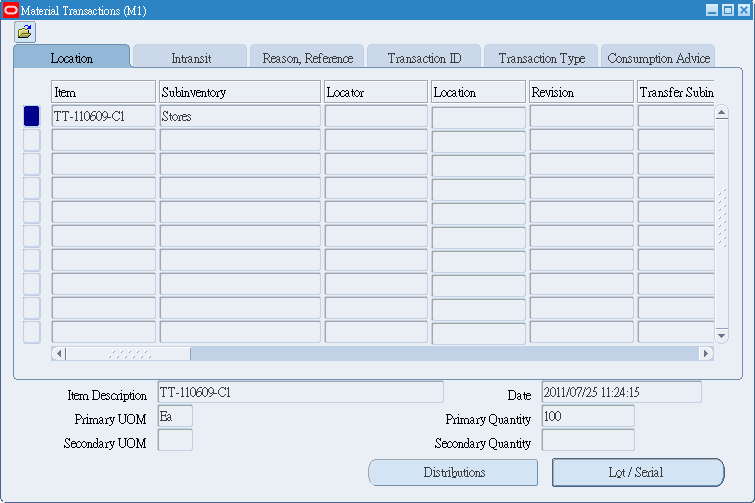 Material Transactions (M1)
Location Intransit Reason, Reference Transaction ID Transaction Type Consumption Advice
Item Subinventory Locator Location Revision Transfer Subin
TT-110609-C1 Stores
Item Description TT-110609-C1 Date 2011/07/25 11:24:15
Primary UOM Ea Primary Quantity 100
Secondary UOM Secondary Quantity
Distributions Lot / Serial